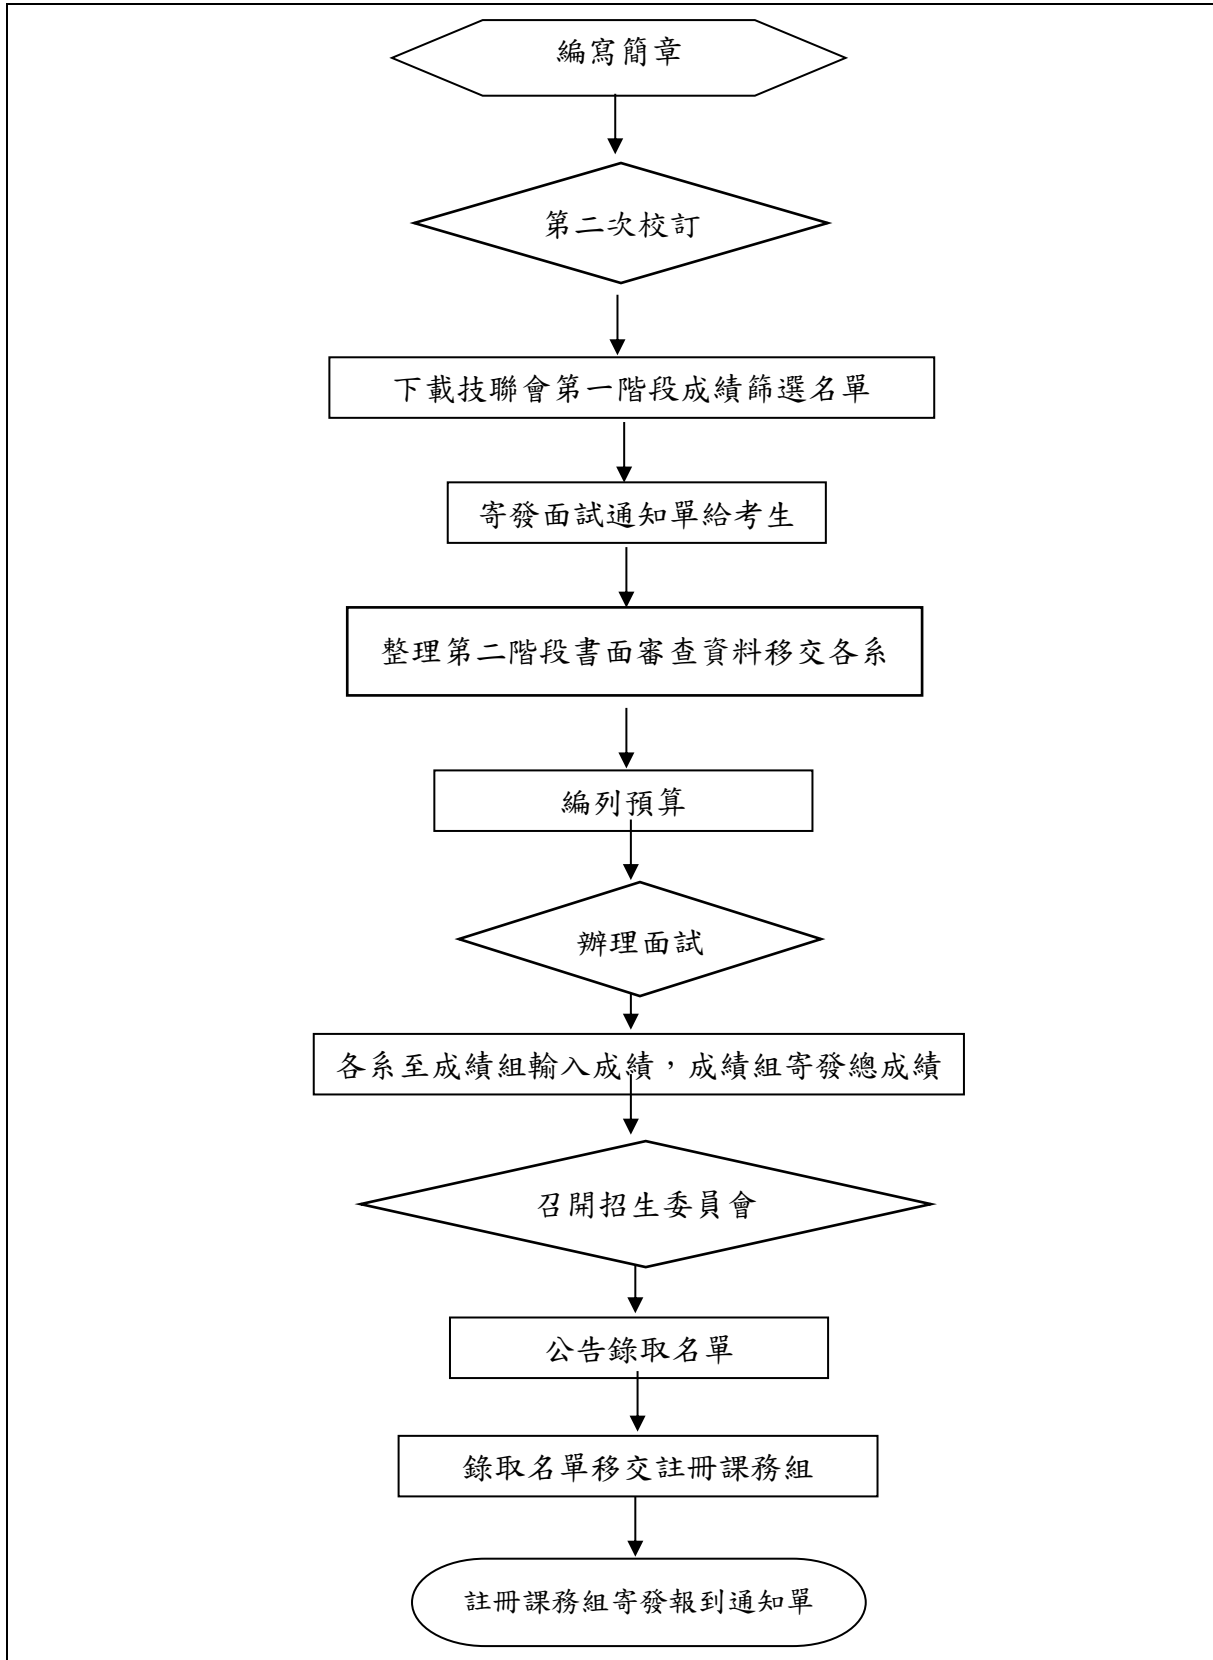 編寫簡章
第二次校訂
下載技聯會第一階段成績篩選名單
寄發面試通知單給考生
整理第二階段書面審查資料移交各系
編列預算
辦理面試
各系至成績組輸入成績，成績組寄發總成績
召開招生委員會
公告錄取名單
錄取名單移交註冊課務組
註冊課務組寄發報到通知單